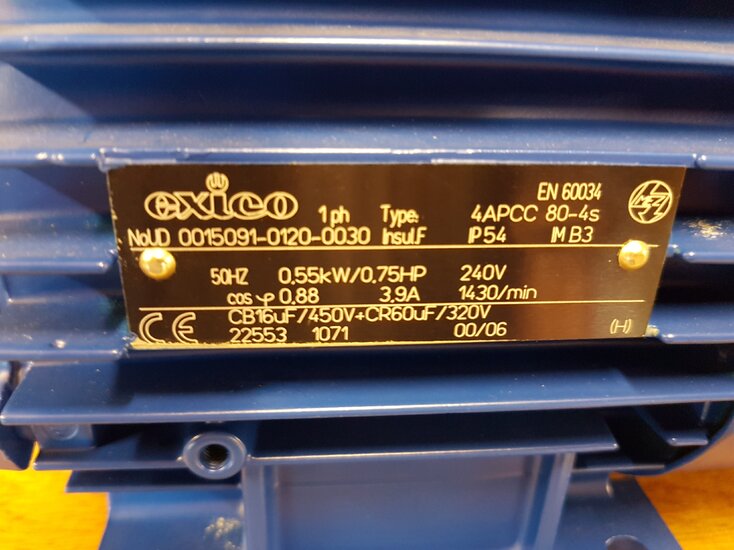 exico
EN 60034
1 ph Type: 4APCC 80-4s
No.UD 0015091-0120-0030 Insul.F IP54 IM B3
50HZ 0,55kW/0,75HP 240V
cos φ 0,88 3,9A 1430/min
CB16uF/450V+CR60uF/320V
CE 22553 1071 00/06 (H)